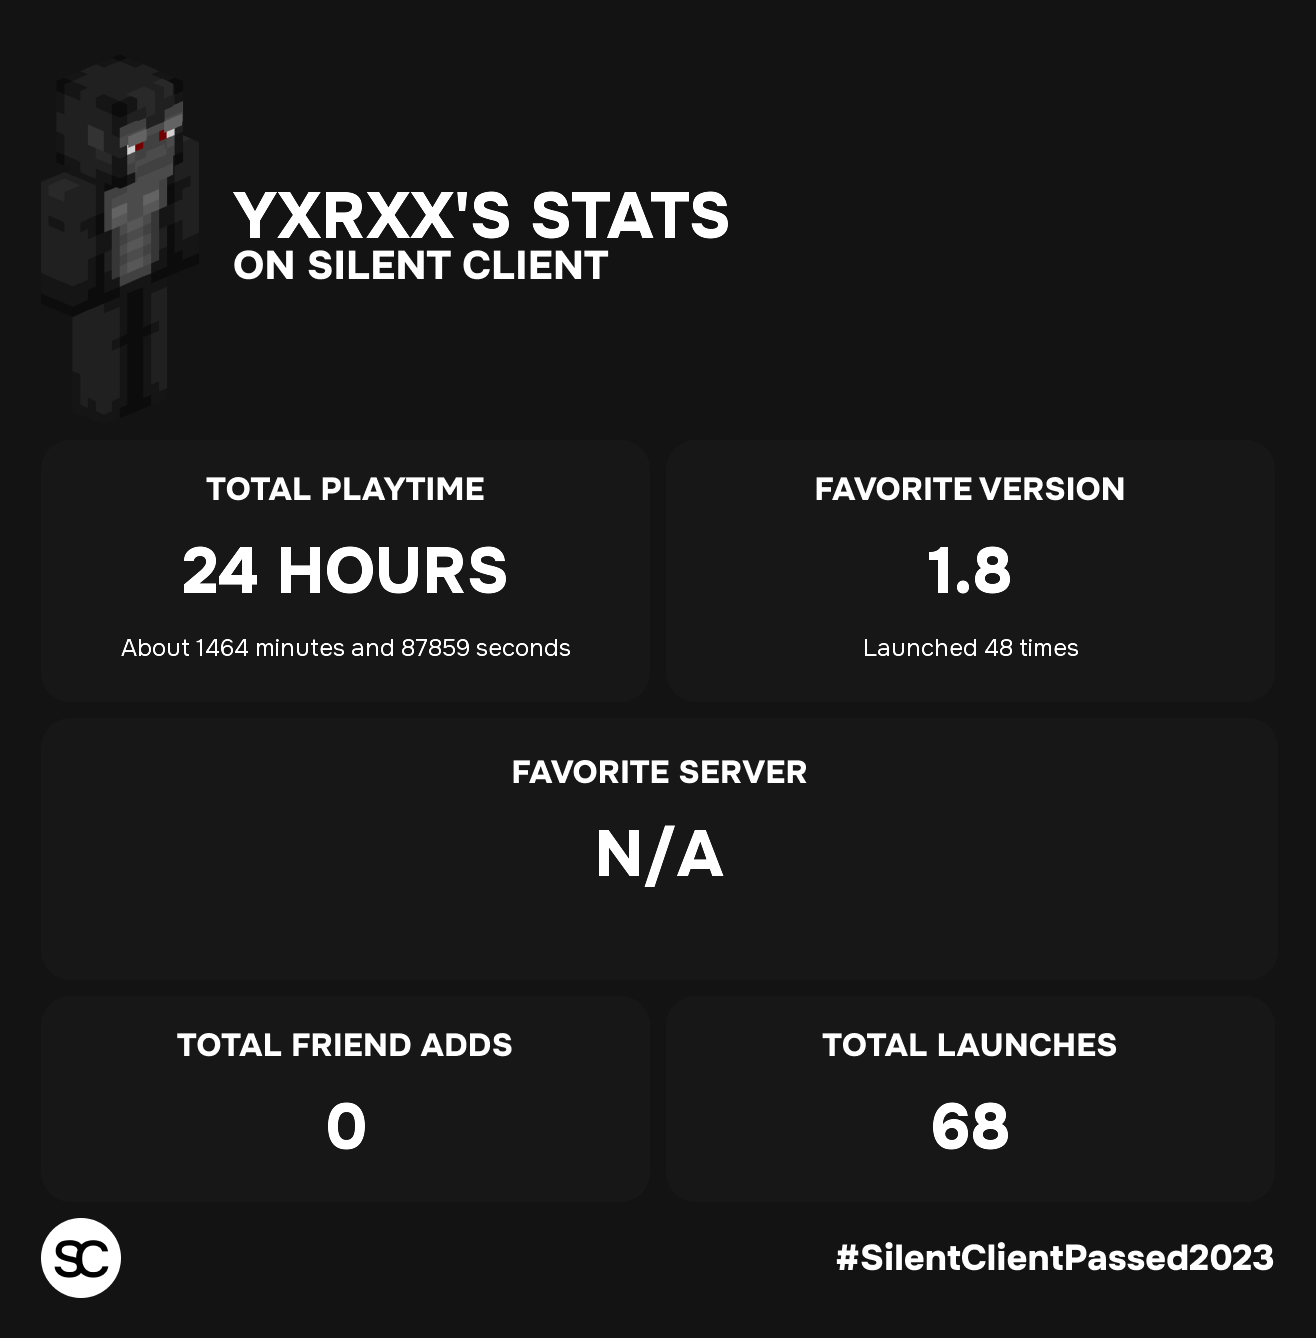 YXRXX'S STATS
ON SILENT CLIENT
TOTAL PLAYTIME
24 HOURS
About 1464 minutes and 87859 seconds
FAVORITE VERSION
1.8
Launched 48 times
FAVORITE SERVER
N/A
TOTAL FRIEND ADDS
0
TOTAL LAUNCHES
68
SC
#SilentClientPassed2023